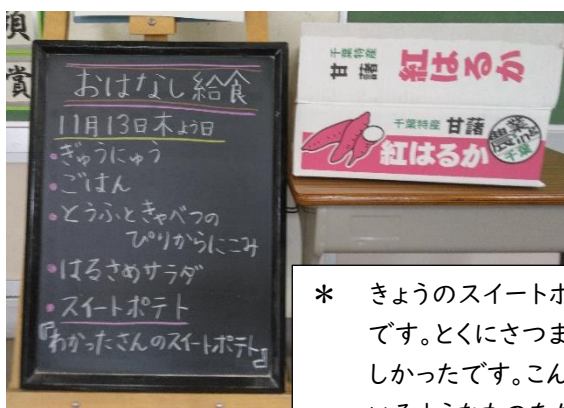 頌
賞
おはなし給食
11月13日木よう日
・ぎゅうにゅう
・ごはん
・とうふときゃべつの
ぴりからにこみ
・はるさめサラダ
・スイートポテト
『わかったさんのスイートポテト』
千葉特産
甘藷 紅はるか
千葉特産 甘藷
紅はるか
千葉
* きょうのスイートポ
です。とくにさつま
しかったです。こん